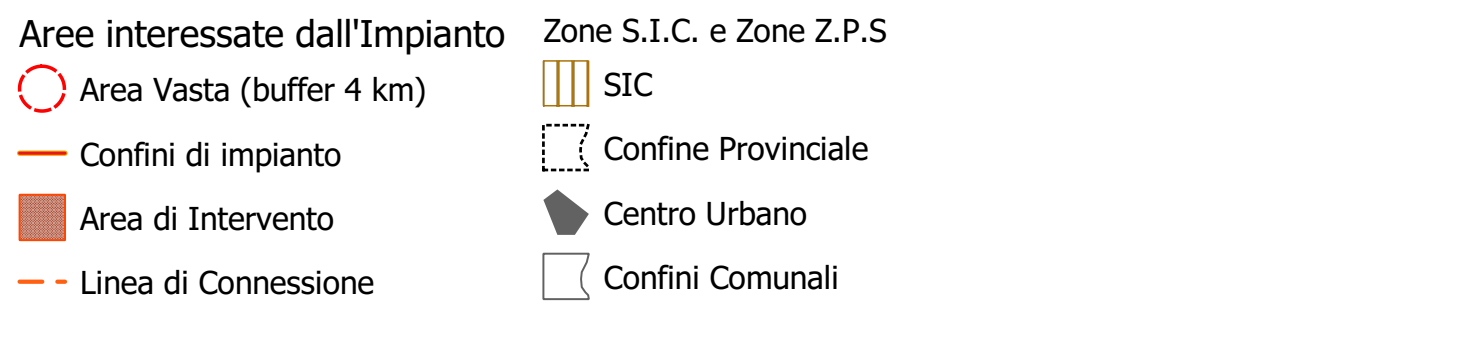 Aree interessate dall'Impianto
Area Vasta (buffer 4 km)
Confini di impianto
Area di Intervento
Linea di Connessione
Zone S.I.C. e Zone Z.P.S
SIC
Confine Provinciale
Centro Urbano
Confini Comunali